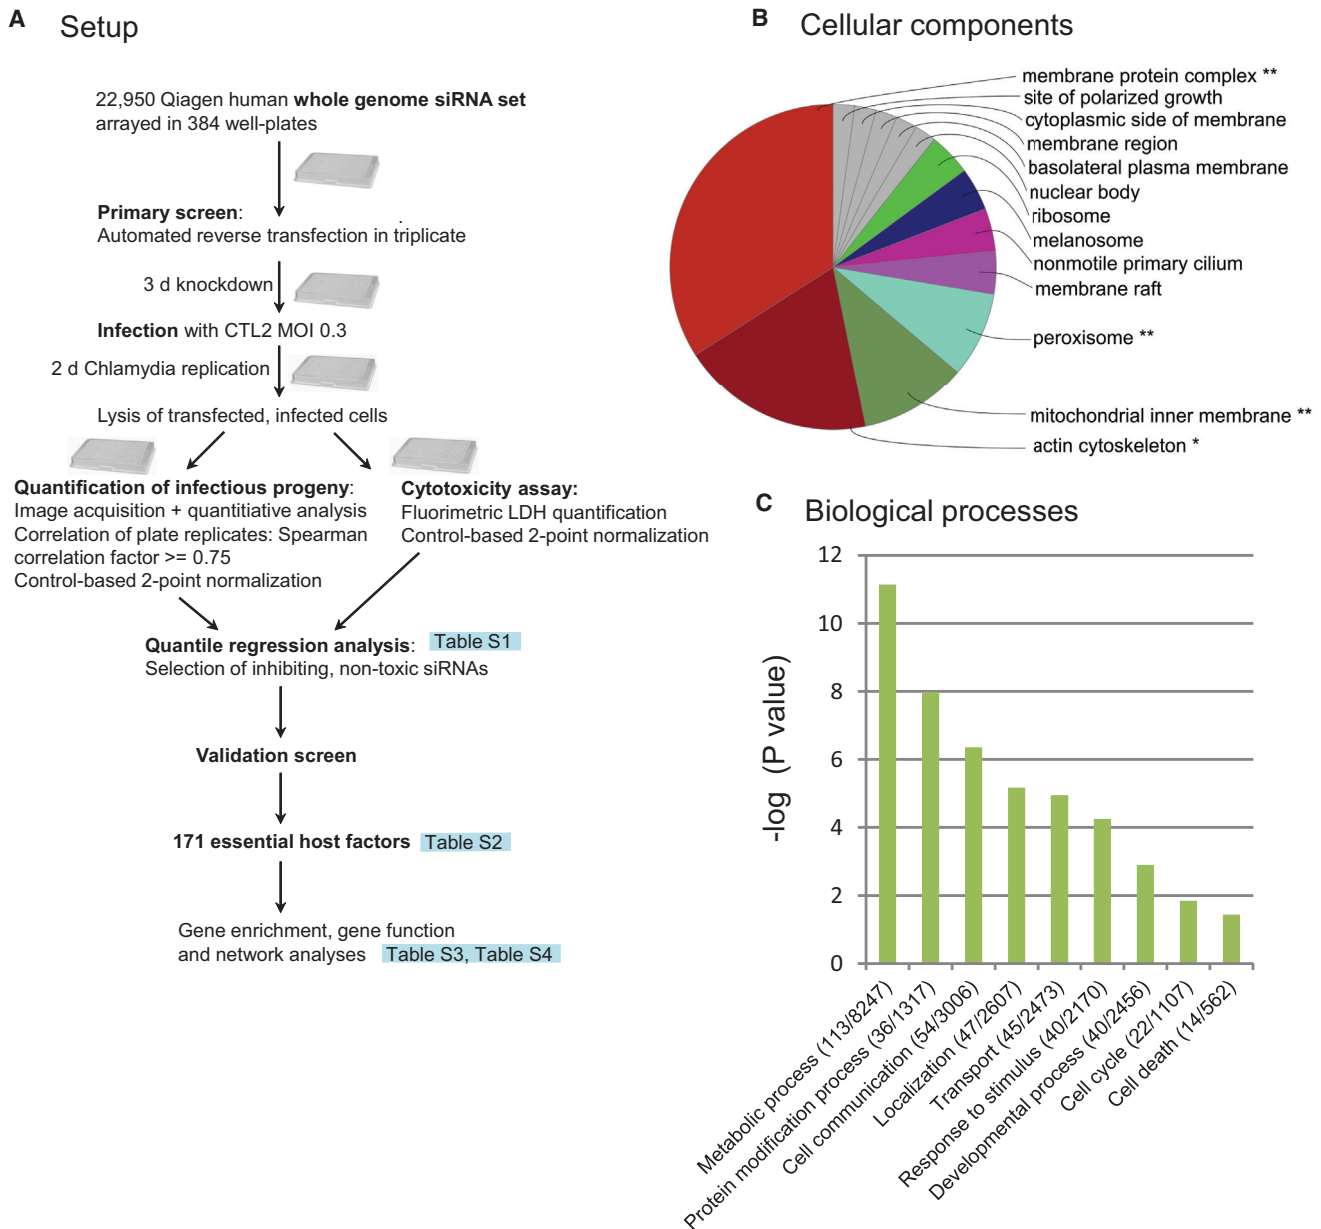 A Setup
22,950 Qiagen human whole genome siRNA set
arrayed in 384 well-plates
Primary screen:
Automated reverse transfection in triplicate
3 d knockdown
Infection with CTL2 MOI 0.3
2 d Chlamydia replication
Lysis of transfected, infected cells
Quantification of infectious progeny:
Image acquisition + quantitiative analysis
Correlation of plate replicates: Spearman
correlation factor >= 0.75
Control-based 2-point normalization
Cytotoxicity assay:
Fluorimetric LDH quantification
Control-based 2-point normalization
Quantile regression analysis: Table S1
Selection of inhibiting, non-toxic siRNAs
Validation screen
171 essential host factors Table S2
Gene enrichment, gene function
and network analyses Table S3, Table S4
B Cellular components
membrane protein complex **
site of polarized growth
cytoplasmic side of membrane
membrane region
basolateral plasma membrane
nuclear body
ribosome
melanosome
nonmotile primary cilium
membrane raft
peroxisome **
mitochondrial inner membrane **
actin cytoskeleton *
C Biological processes
-log (P value)
12
10
8
6
4
2
0
Metabolic process (113/8247)
Protein modification process (36/1317)
Cell communication (54/3006)
Localization (47/2607)
Transport (45/2473)
Response to stimulus (40/2170)
Developmental process (40/2456)
Cell cycle (22/1107)
Cell death (14/562)